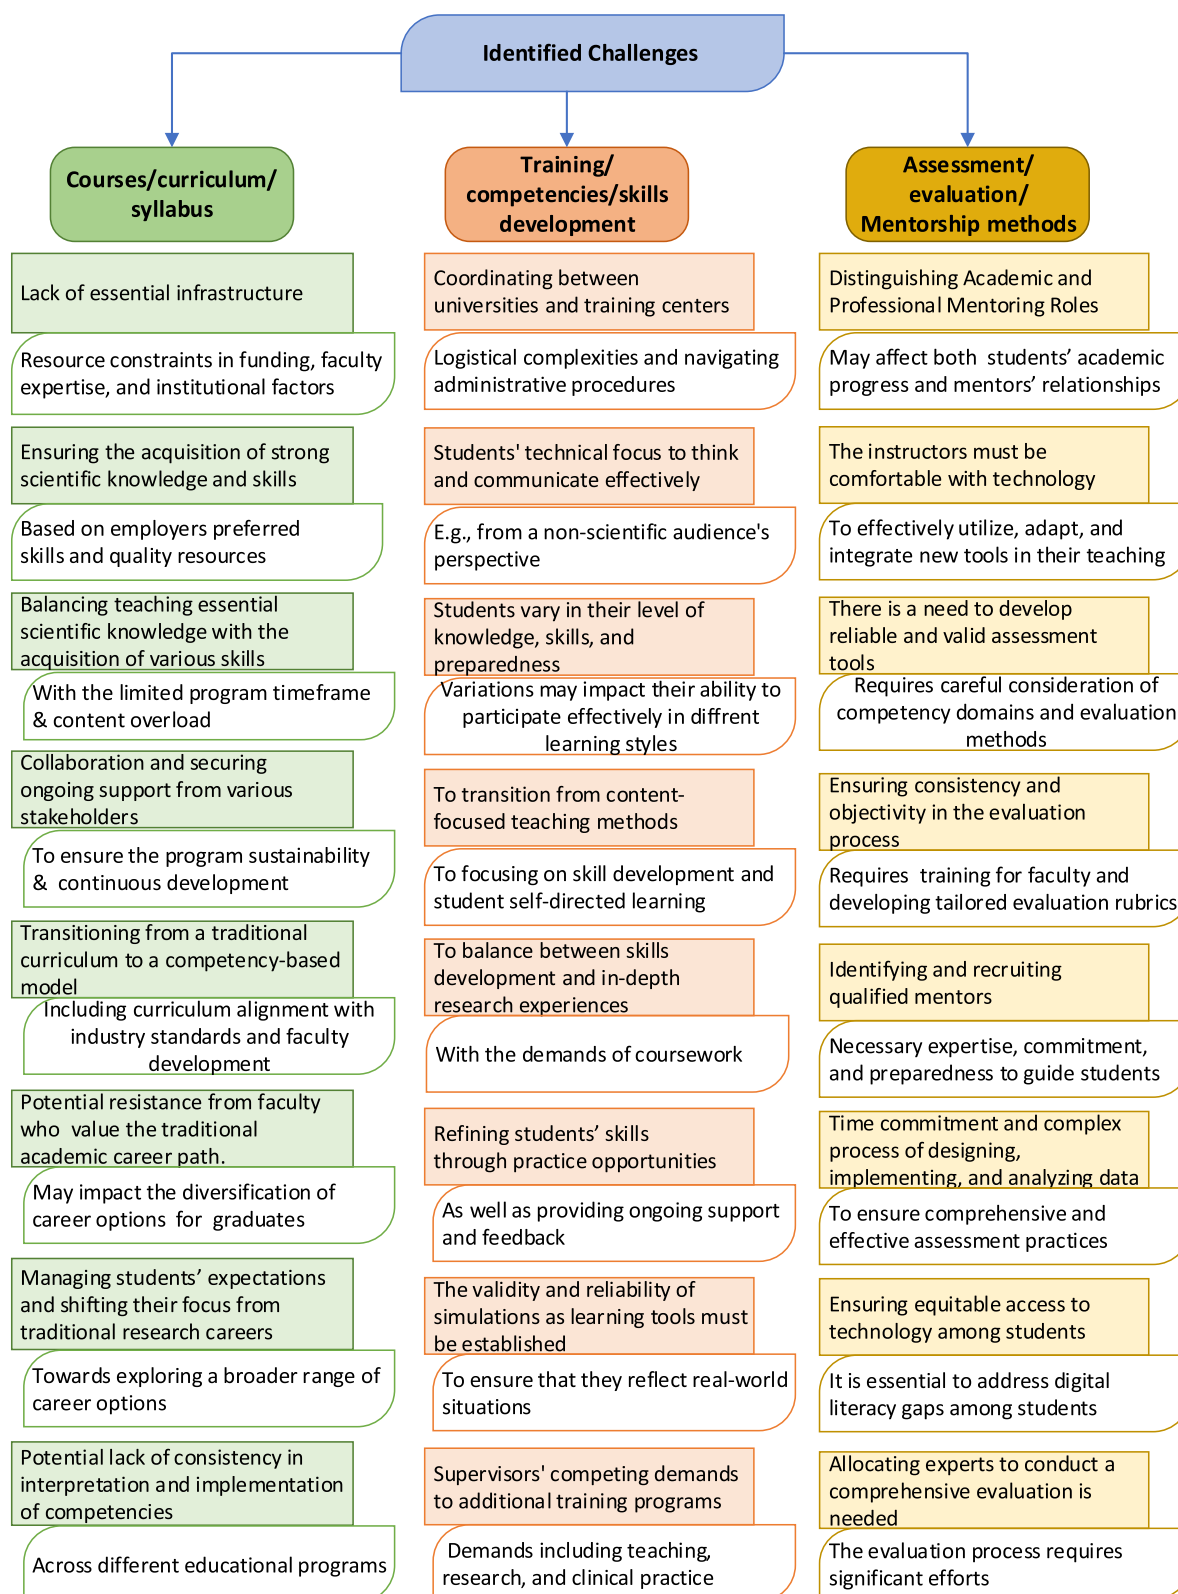 Identified Challenges
Courses/curriculum/
syllabus
Lack of essential infrastructure
Resource constraints in funding, faculty
expertise, and institutional factors
Ensuring the acquisition of strong
scientific knowledge and skills
Based on employers preferred
skills and quality resources
Balancing teaching essential
scientific knowledge with the
acquisition of various skills
With the limited program timeframe
& content overload
Collaboration and securing
ongoing support from various
stakeholders
To ensure the program sustainability
& continuous development
Transitioning from a traditional
curriculum to a competency-based
model
Including curriculum alignment with
industry standards and faculty
development
Potential resistance from faculty
who value the traditional
academic career path.
May impact the diversification of
career options for graduates
Managing students’ expectations
and shifting their focus from
traditional research careers
Towards exploring a broader range of
career options
Potential lack of consistency in
interpretation and implementation
of competencies
Across different educational programs
Training/
competencies/skills
development
Coordinating between
universities and training centers
Logistical complexities and navigating
administrative procedures
Students' technical focus to think
and communicate effectively
E.g., from a non-scientific audience's
perspective
Students vary in their level of
knowledge, skills, and
preparedness
Variations may impact their ability to
participate effectively in diffrent
learning styles
To transition from content-
focused teaching methods
To focusing on skill development and
student self-directed learning
To balance between skills
development and in-depth
research experiences
With the demands of coursework
Refining students’ skills
through practice opportunities
As well as providing ongoing support
and feedback
The validity and reliability of
simulations as learning tools must
be established
To ensure that they reflect real-world
situations
Supervisors' competing demands
to additional training programs
Demands including teaching,
research, and clinical practice
Assessment/
evaluation/
Mentorship methods
Distinguishing Academic and
Professional Mentoring Roles
May affect both students’ academic
progress and mentors’ relationships
The instructors must be
comfortable with technology
To effectively utilize, adapt, and
integrate new tools in their teaching
There is a need to develop
reliable and valid assessment
tools
Requires careful consideration of
competency domains and evaluation
methods
Ensuring consistency and
objectivity in the evaluation
process
Requires training for faculty and
developing tailored evaluation rubrics
Identifying and recruiting
qualified mentors
Necessary expertise, commitment,
and preparedness to guide students
Time commitment and complex
process of designing,
implementing, and analyzing data
To ensure comprehensive and
effective assessment practices
Ensuring equitable access to
technology among students
It is essential to address digital
literacy gaps among students
Allocating experts to conduct a
comprehensive evaluation is
needed
The evaluation process requires
significant efforts